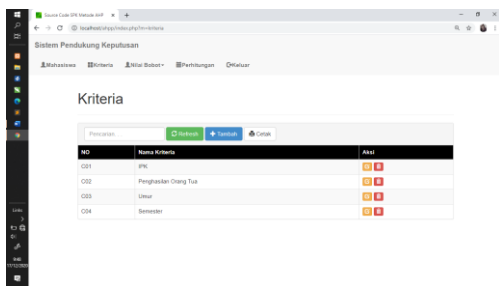 Source Code SPK Metode AHP
localhost/ahp/index.php?m=kriteria
Sistem Pendukung Keputusan
Mahasiswa Kriteria Nilai Bobot Perhitungan Keluar
Kriteria
Pencarian Refresh Tambah Cetak
NO Nama Kriteria Aksi
C01 IPK
C02 Penghasilan Orang Tua
C03 Umur
C04 Semester
Links